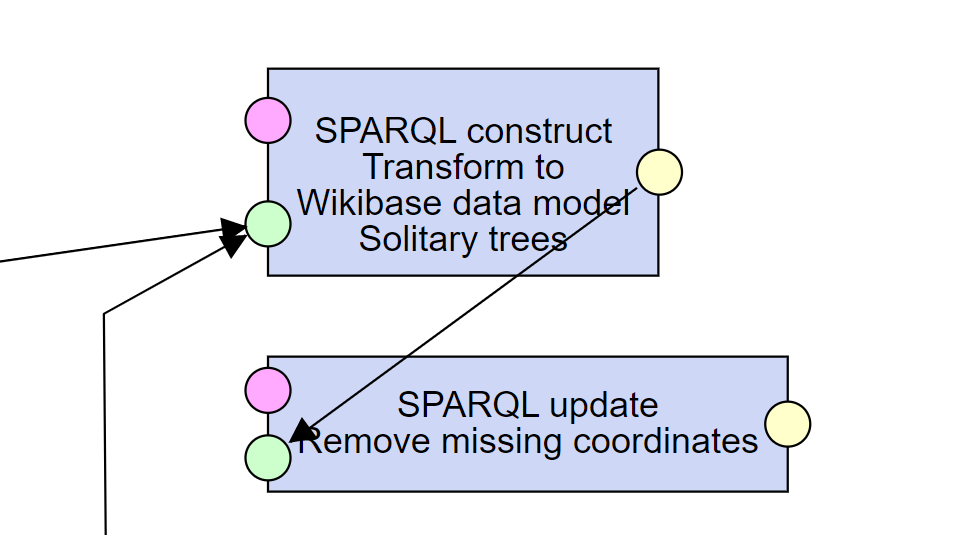 SPARQL construct
Transform to
Wikibase data model
Solitary trees
SPARQL update
Remove missing coordinates